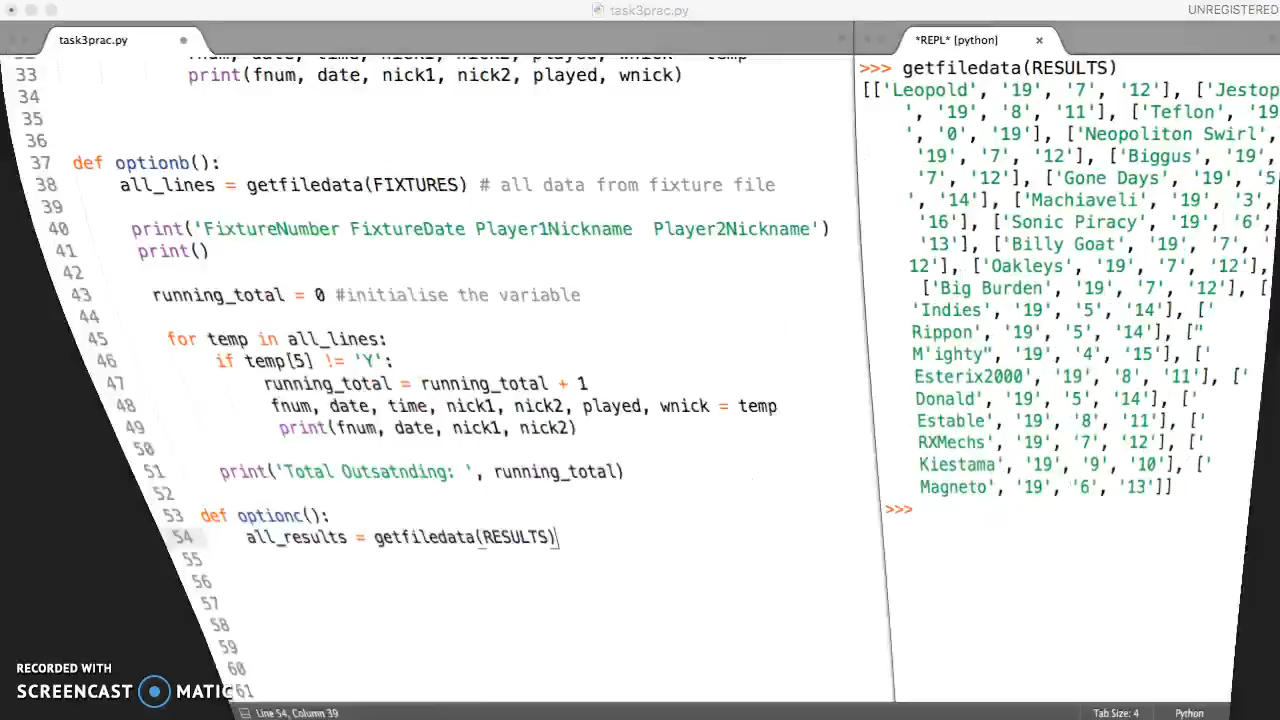 task3prac.py
UNREGISTERED
task3prac.py
*REPL* [python]
33 print(fnum, date, nick1, nick2, played, wnick)
34
35
36
37 def optionb():
38 all_lines = getfiledata(FIXTURES) # all data from fixture file
39
40 print('FixtureNumber FixtureDate Player1Nickname  Player2Nickname')
41 print()
42
43 running_total = 0 #initialise the variable
44
45 for temp in all_lines:
46 if temp[5] != 'Y':
47 running_total = running_total + 1
48 fnum, date, time, nick1, nick2, played, wnick = temp
49 print(fnum, date, nick1, nick2)
50
51 print('Total Outsatnding: ', running_total)
52
53 def optionc():
54 all_results = getfiledata(RESULTS)
55
56
57
58
59
60
61
>>> getfiledata(RESULTS)
[['Leopold', '19', '7', '12'], ['Jestop
', '19', '8', '11'], ['Teflon', '19
', '0', '19'], ['Neopoliton Swirl',
'19', '7', '12'], ['Biggus', '19',
'7', '12'], ['Gone Days', '19', '5
', '14'], ['Machiaveli', '19', '3',
'16'], ['Sonic Piracy', '19', '6',
'13'], ['Billy Goat', '19', '7', '
12'], ['Oakleys', '19', '7', '12'],
['Big Burden', '19', '7', '12'], [
'Indies', '19', '5', '14'], ['
Rippon', '19', '5', '14'], ["
M'ighty", '19', '4', '15'], ['
Esterix2000', '19', '8', '11'], ['
Donald', '19', '5', '14'], ['
Estable', '19', '8', '11'], ['
RXMechs', '19', '7', '12'], ['
Kiestama', '19', '9', '10'], ['
Magneto', '19', '6', '13']]
>>>
RECORDED WITH
SCREENCAST MATIC
Line 54, Column 39
Tab Size: 4
Python